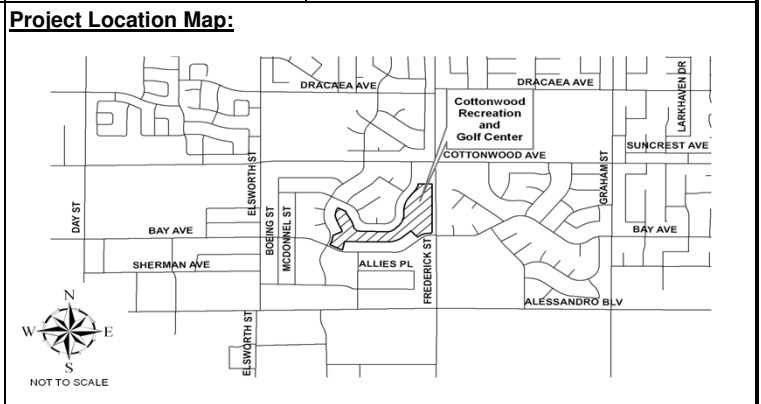 Project Location Map:
DRACAEA AVE
DRACAEA AVE
LARKHAVEN DR
Cottonwood
Recreation
and
Golf Center
COTTONWOOD AVE
SUNCREST AVE
ELSWORTH ST
GRAHAM ST
DAY ST
BOEING ST
MCDONNEL ST
BAY AVE
BAY AVE
SHERMAN AVE
ALLIES PL
FREDERICK ST
ALESSANDRO BLV
ELSWORTH ST
N
W
E
S
NOT TO SCALE